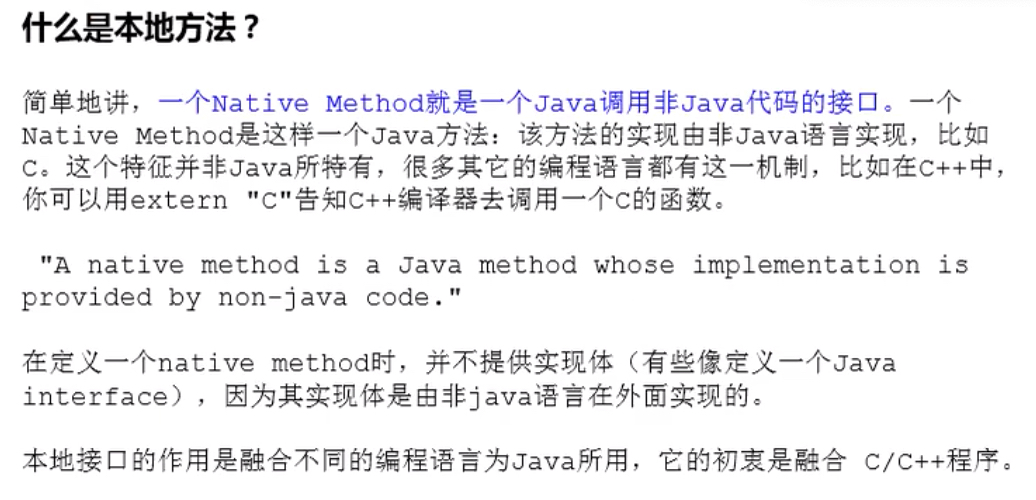 什么是本地方法？
简单地讲，一个Native Method就是一个Java调用非Java代码的接口。一个
Native Method是这样一个Java方法：该方法的实现由非Java语言实现，比如
C。这个特征并非Java所特有，很多其它的编程语言都有这一机制，比如在C++中，
你可以用extern "C"告知C++编译器去调用一个C的函数。
"A native method is a Java method whose implementation is
provided by non-java code."
在定义一个native method时，并不提供实现体（有些像定义一个Java
interface），因为其实现体是由非java语言在外面实现的。
本地接口的作用是融合不同的编程语言为Java所用，它的初衷是融合 C/C++程序。